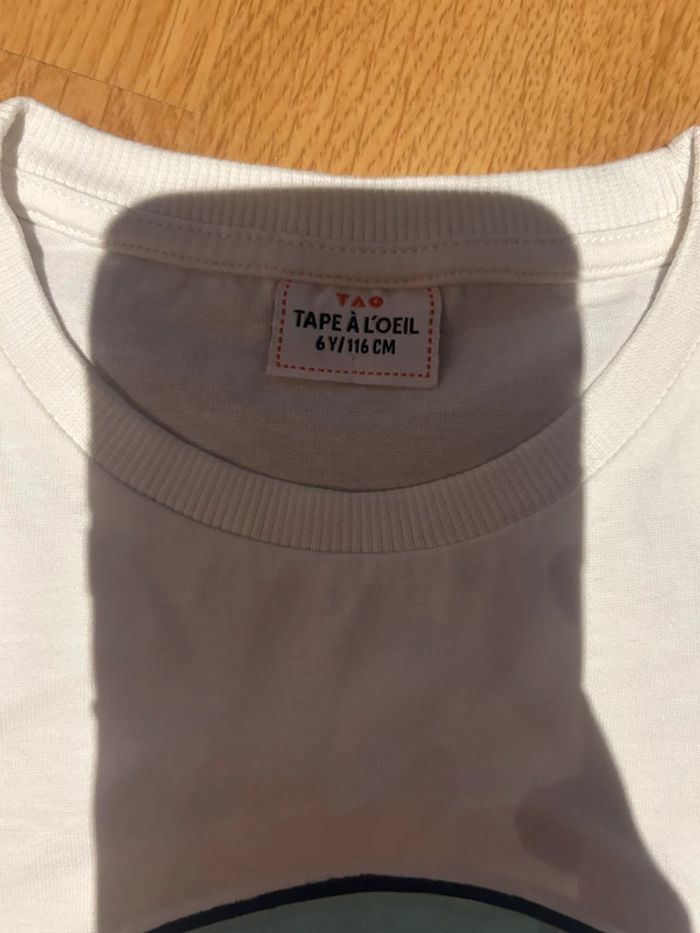 TAO
TAPE À L'OEIL
6 Y/116 CM